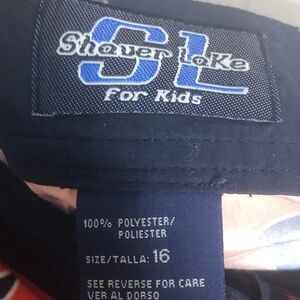 SL
Shaver Lake
For Kids
100% POLYESTER/
POLIESTER
SIZE/TALLA: 16
SEE REVERSE FOR CARE
VER AL DORSO